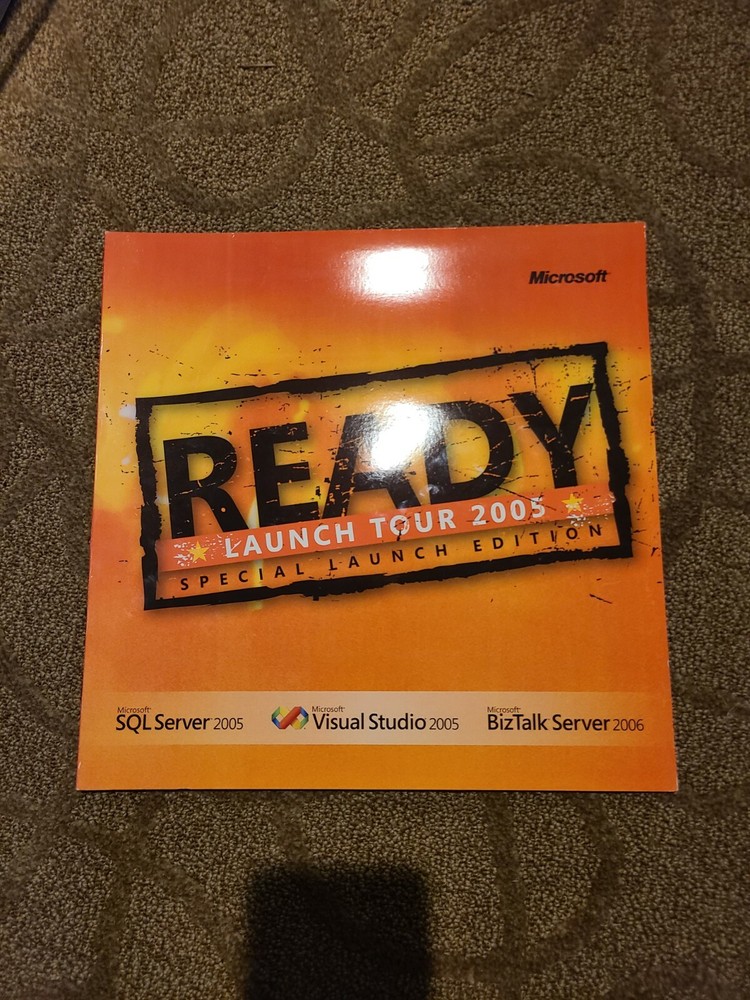 Microsoft
READY
LAUNCH TOUR 2005
SPECIAL LAUNCH EDITION
Microsoft
SQL Server 2005
Microsoft
Visual Studio 2005
Microsoft
BizTalk Server 2006